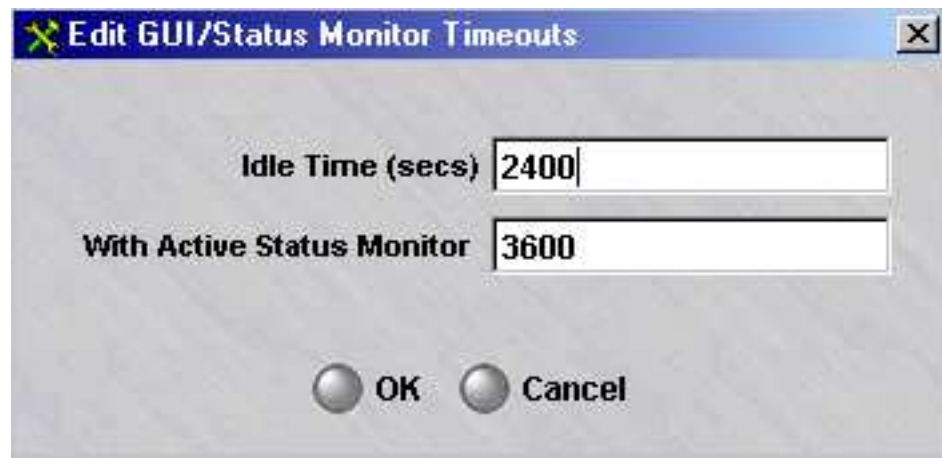 Edit GUI/Status Monitor Timeouts
Idle Time (secs) 2400
With Active Status Monitor 3600
OK Cancel